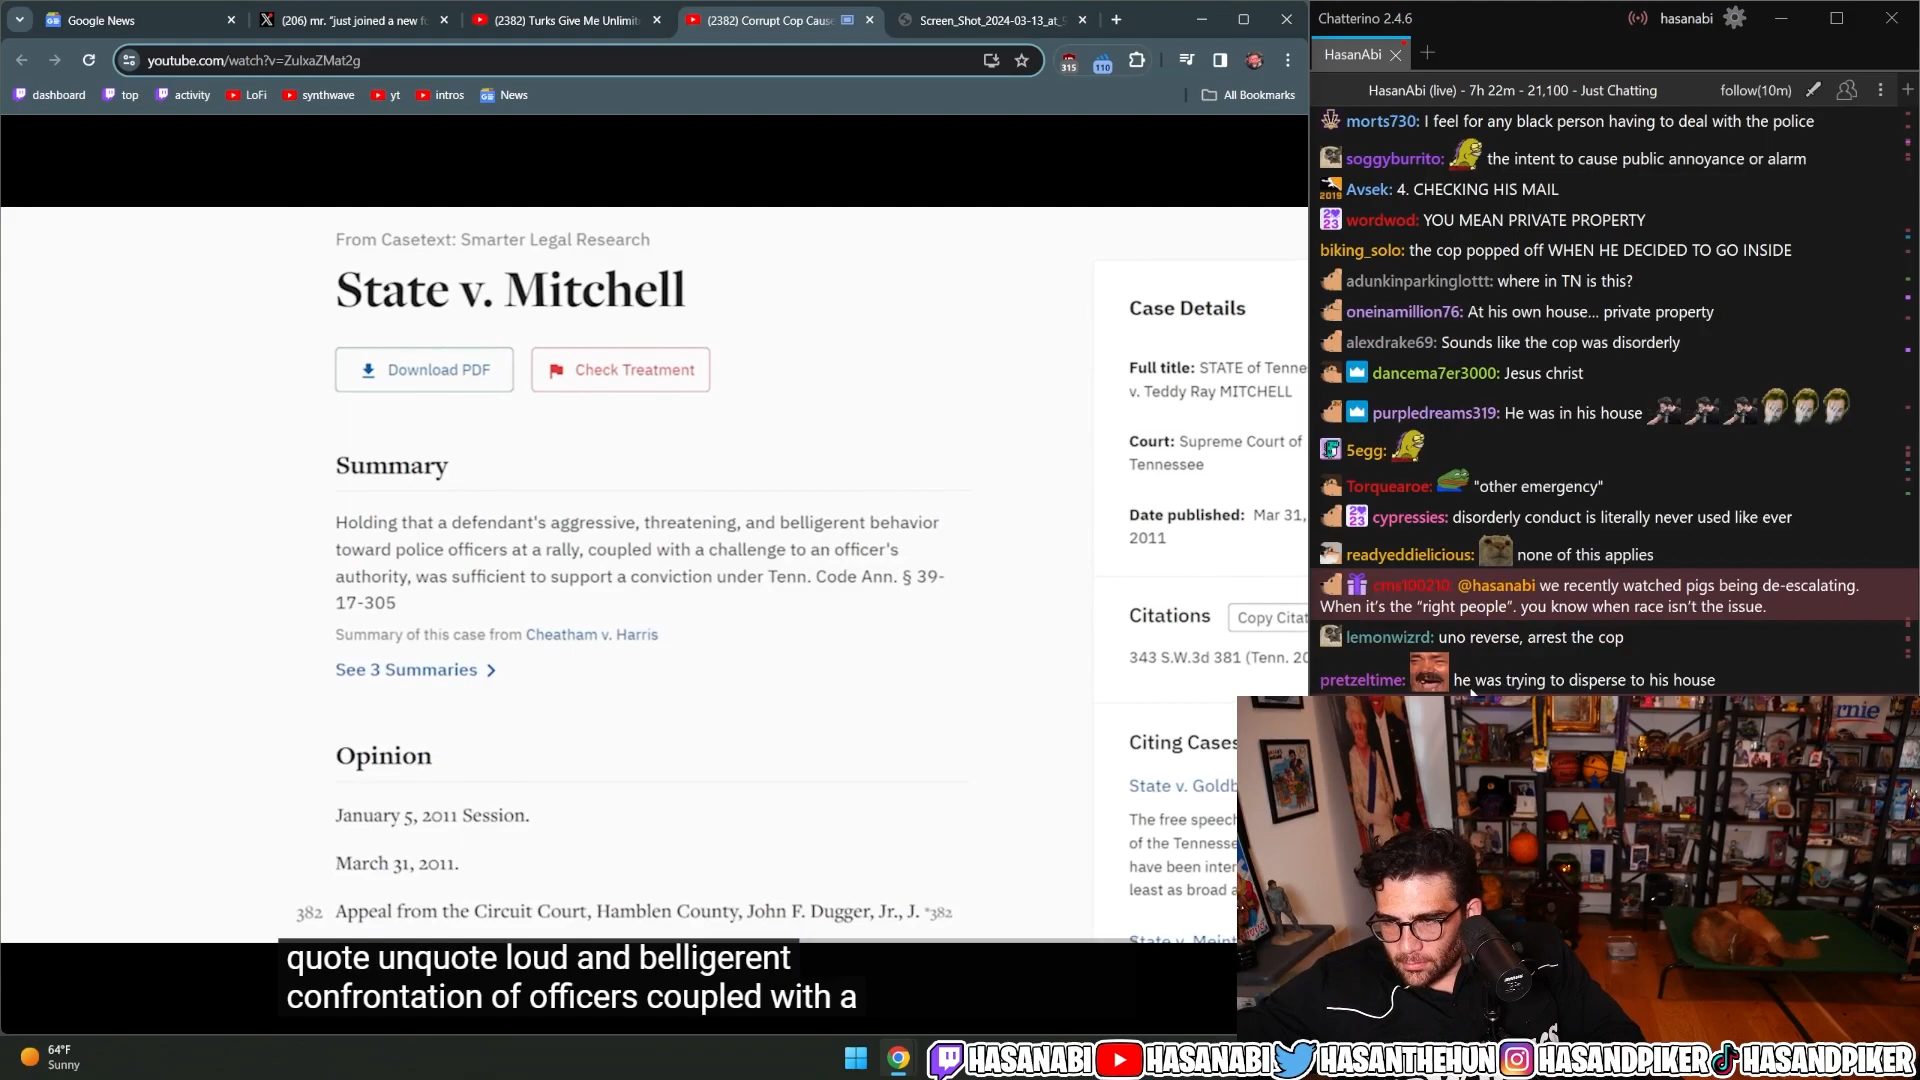 Google News
(206) mr. "just joined a new fo
(2382) Turks Give Me Unlimit
(2382) Corrupt Cop Cause
Screen_Shot_2024-03-13_at_9
youtube.com/watch?v=ZuIxaZMat2g
315
110
dashboard
top
activity
LoFi
synthwave
yt
intros
News
All Bookmarks
From Casetext: Smarter Legal Research
State v. Mitchell
Download PDF
Check Treatment
Summary
Holding that a defendant's aggressive, threatening, and belligerent behavior
toward police officers at a rally, coupled with a challenge to an officer's
authority, was sufficient to support a conviction under Tenn. Code Ann. § 39-
17-305
Summary of this case from Cheatham v. Harris
See 3 Summaries
Opinion
January 5, 2011 Session.
March 31, 2011.
382 Appeal from the Circuit Court, Hamblen County, John F. Dugger, Jr., J. *382
Case Details
Full title: STATE of Tenne
v. Teddy Ray MITCHELL
Court: Supreme Court of
Tennessee
Date published: Mar 31,
2011
Citations
Copy Citat
343 S.W.3d 381 (Tenn. 20
Citing Cases
State v. Goldb
The free speech
of the Tennesse
have been inter
least as broad a
State v. Meint
quote unquote loud and belligerent
confrontation of officers coupled with a
Chatterino 2.4.6
hasanabi
HasanAbi
HasanAbi (live) - 7h 22m - 21,100 - Just Chatting
follow(10m)
morts730: I feel for any black person having to deal with the police
soggyburrito: the intent to cause public annoyance or alarm
2019
Avsek: 4. CHECKING HIS MAIL
wordwod: YOU MEAN PRIVATE PROPERTY
biking_solo: the cop popped off WHEN HE DECIDED TO GO INSIDE
adunkinparkinglottt: where in TN is this?
oneinamillion76: At his own house... private property
alexdrake69: Sounds like the cop was disorderly
dancema7er3000: Jesus christ
purpledreams319: He was in his house
5egg:
Torquearoe: "other emergency"
cypressies: disorderly conduct is literally never used like ever
readyeddielicious: none of this applies
cms100210: @hasanabi we recently watched pigs being de-escalating.
When it's the "right people". you know when race isn't the issue.
lemonwizrd: uno reverse, arrest the cop
pretzeltime: he was trying to disperse to his house
rnie
64°F
Sunny
HASANABI
HASANABI
HASANTHEHUN
HASANDPIKER
HASANDPIKER